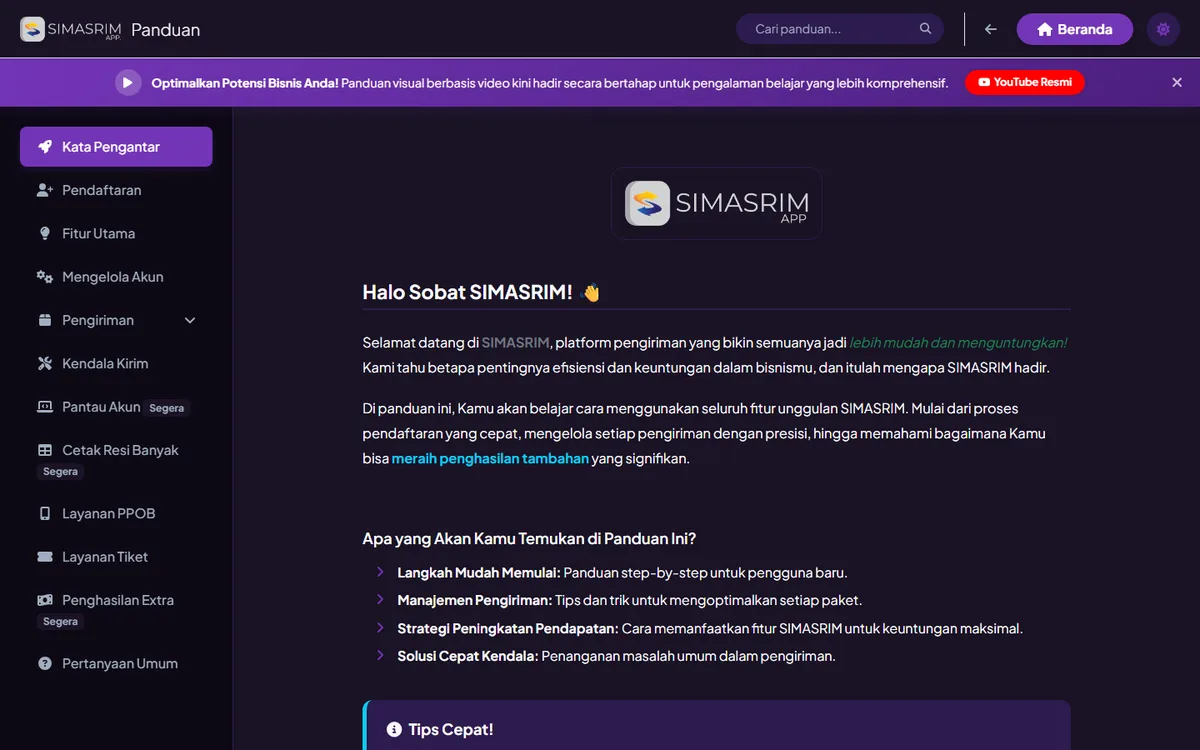 SIMASRIM APP Panduan
Cari panduan...
Beranda
Optimalkan Potensi Bisnis Anda! Panduan visual berbasis video kini hadir secara bertahap untuk pengalaman belajar yang lebih komprehensif.
YouTube Resmi
Kata Pengantar
Pendaftaran
Fitur Utama
Mengelola Akun
Pengiriman
Kendala Kirim
Pantau Akun Segera
Cetak Resi Banyak
Segera
Layanan PPOB
Layanan Tiket
Penghasilan Extra
Segera
Pertanyaan Umum
SIMASRIM
APP
Halo Sobat SIMASRIM! 👋
Selamat datang di SIMASRIM, platform pengiriman yang bikin semuanya jadi lebih mudah dan menguntungkan!
Kami tahu betapa pentingnya efisiensi dan keuntungan dalam bisnismu, dan itulah mengapa SIMASRIM hadir.
Di panduan ini, Kamu akan belajar cara menggunakan seluruh fitur unggulan SIMASRIM. Mulai dari proses
pendaftaran yang cepat, mengelola setiap pengiriman dengan presisi, hingga memahami bagaimana Kamu
bisa meraih penghasilan tambahan yang signifikan.
Apa yang Akan Kamu Temukan di Panduan Ini?
Langkah Mudah Memulai: Panduan step-by-step untuk pengguna baru.
Manajemen Pengiriman: Tips dan trik untuk mengoptimalkan setiap paket.
Strategi Peningkatan Pendapatan: Cara memanfaatkan fitur SIMASRIM untuk keuntungan maksimal.
Solusi Cepat Kendala: Penanganan masalah umum dalam pengiriman.
Tips Cepat!